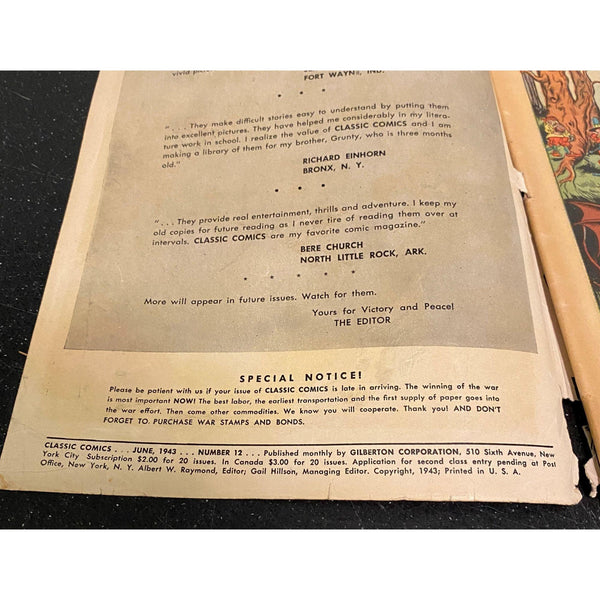 vivid
FORT WAYNE, IND.
* * *
". . . They make difficult stories easy to understand by putting them
into excellent pictures. They have helped me considerably in my litera-
ture work in school. I realize the value of CLASSIC COMICS and I am
making a library of them for my brother, Grunty, who is three months
old."
RICHARD EINHORN
BRONX, N. Y.
* * *
". . . They provide real entertainment, thrills and adventure. I keep my
old copies for future reading as I never tire of reading them over at
intervals. CLASSIC COMICS are my favorite comic magazine."
BERE CHURCH
NORTH LITTLE ROCK, ARK.
* * * * *
More will appear in future issues. Watch for them.
Yours for Victory and Peace!
THE EDITOR
SPECIAL NOTICE!
Please be patient with us if your issue of CLASSIC COMICS is late in arriving. The winning of the war
is most important NOW! The best labor, the earliest transportation and the first supply of paper goes into
the war effort. Then come other commodities. We know you will cooperate. Thank you! AND DON'T
FORGET TO PURCHASE WAR STAMPS AND BONDS.
CLASSIC COMICS . . . JUNE, 1943 . . . NUMBER 12 . . . Published monthly by GILBERTON CORPORATION, 510 Sixth Avenue, New
York City Subscription $2.00 for 20 issues. In Canada $3.00 for 20 issues. Application for second class entry pending at Post
Office, New York, N. Y. Albert W. Raymond, Editor; Gail Hillson, Managing Editor. Copyright, 1943; Printed in U. S. A.